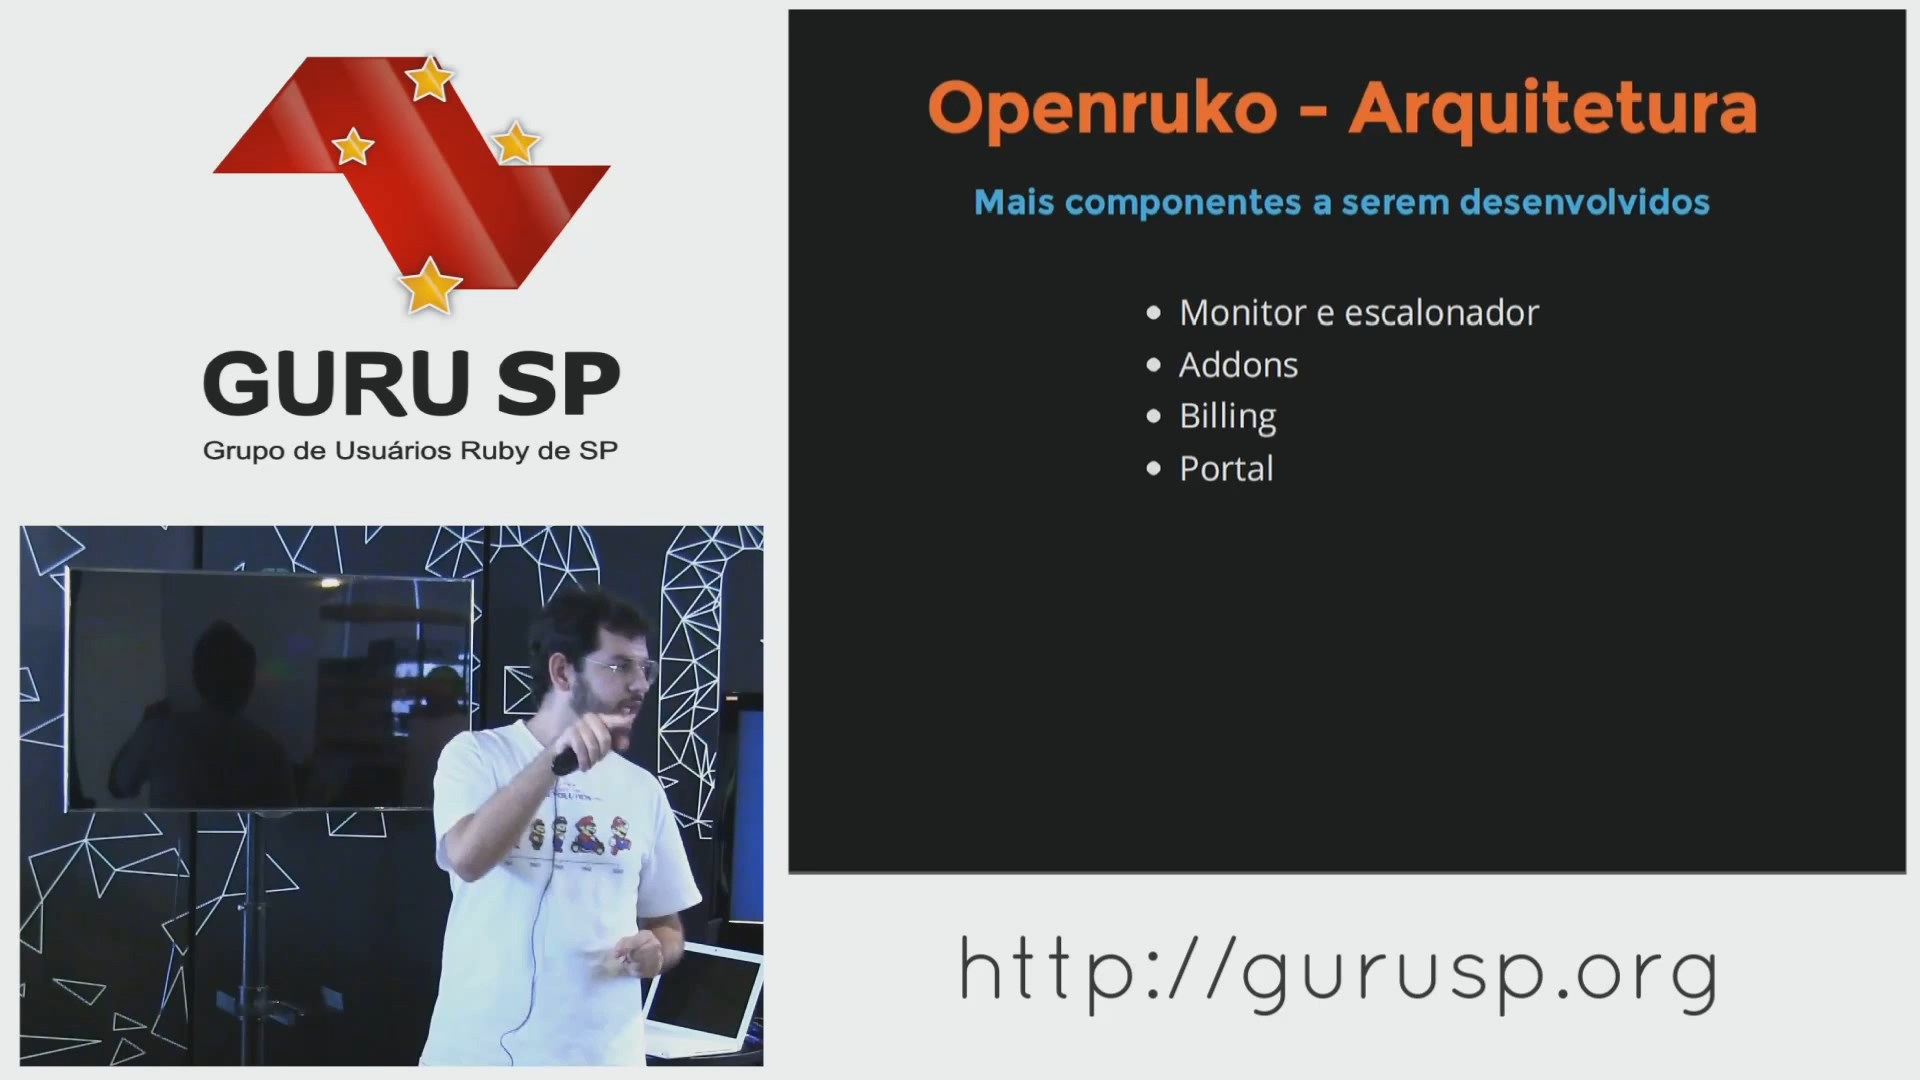 GURU SP
Grupo de Usuários Ruby de SP
Openruko - Arquitetura
Mais componentes a serem desenvolvidos
Monitor e escalonador
Addons
Billing
Portal
http://gurusp.org